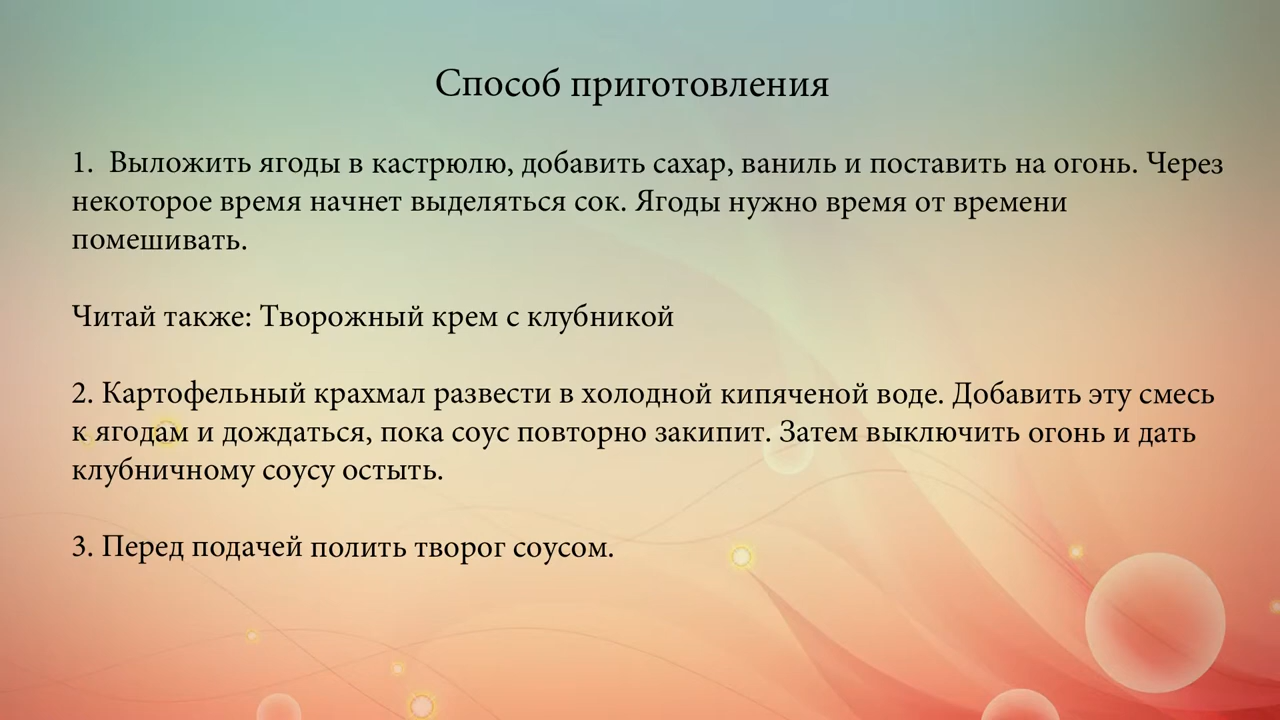 Способ приготовления
1. Выложить ягоды в кастрюлю, добавить сахар, ваниль и поставить на огонь. Через
некоторое время начнет выделяться сок. Ягоды нужно время от времени
помешивать.
Читай также: Творожный крем с клубникой
2. Картофельный крахмал развести в холодной кипяченой воде. Добавить эту смесь
к ягодам и дождаться, пока соус повторно закипит. Затем выключить огонь и дать
клубничному соусу остыть.
3. Перед подачей полить творог соусом.